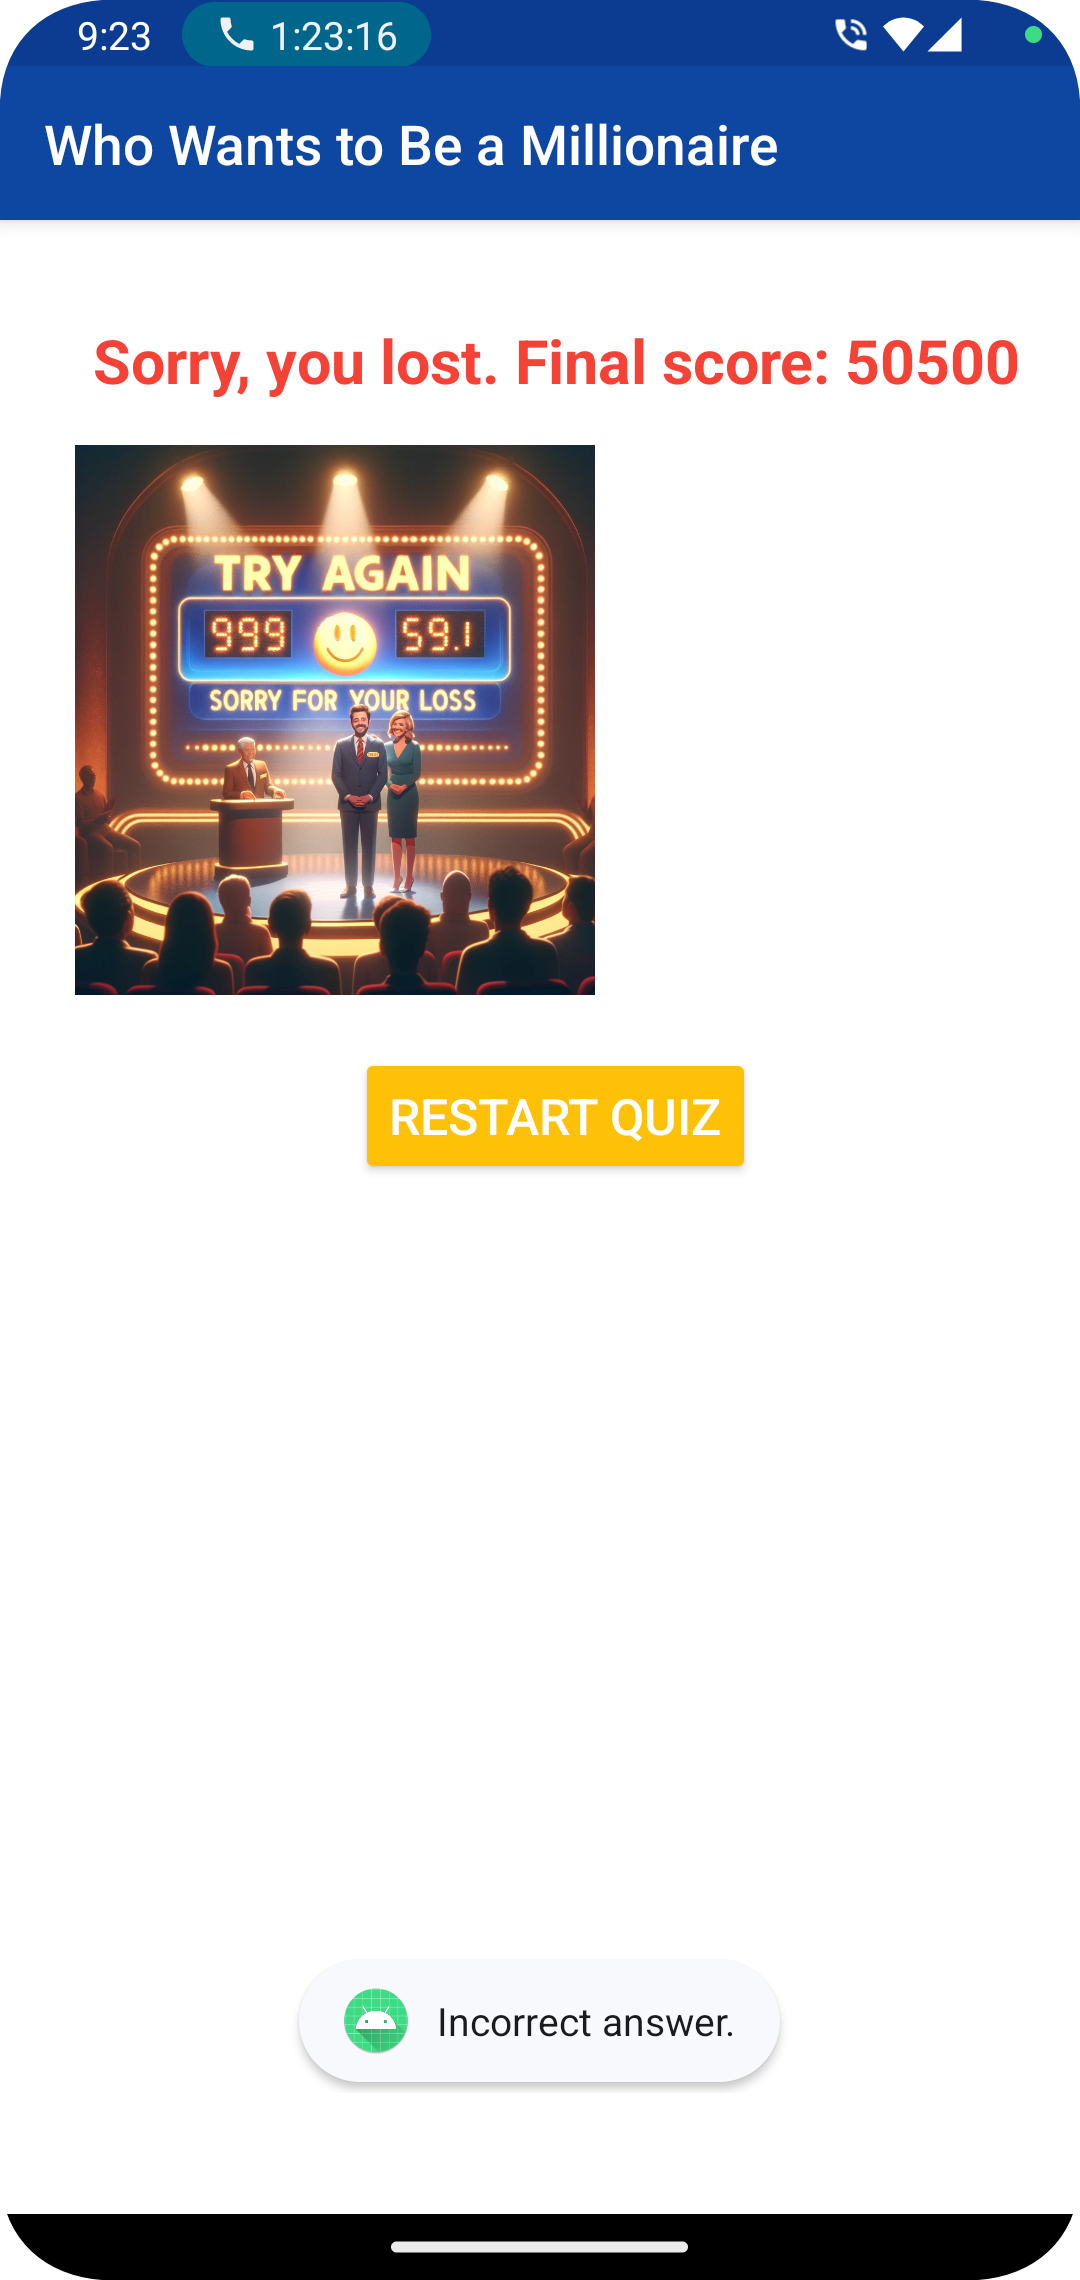 9:23 1:23:16
Who Wants to Be a Millionaire
Sorry, you lost. Final score: 50500
TRY AGAIN
999 59.1
SORRY FOR YOUR LOSS
RESTART QUIZ
Incorrect answer.